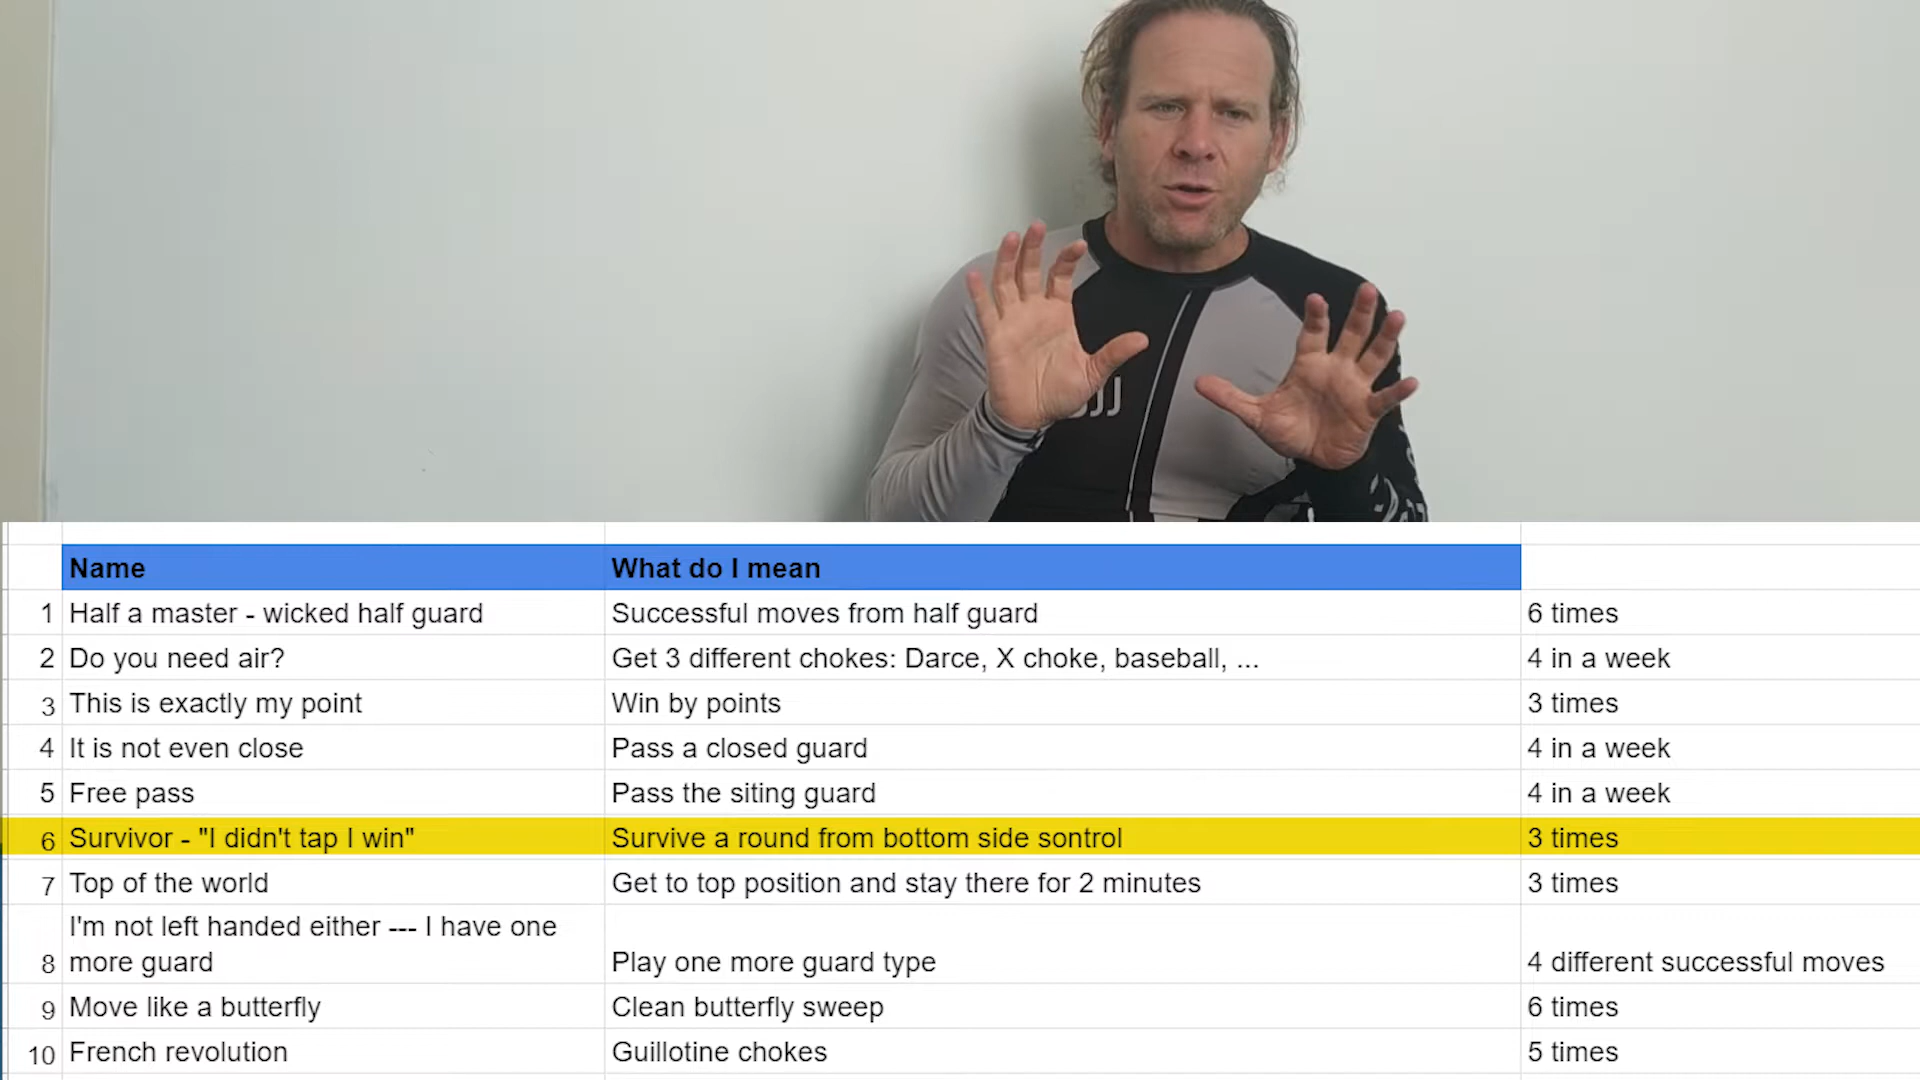 JJ
Name What do I mean
1 Half a master - wicked half guard Successful moves from half guard 6 times
2 Do you need air? Get 3 different chokes: Darce, X choke, baseball, ... 4 in a week
3 This is exactly my point Win by points 3 times
4 It is not even close Pass a closed guard 4 in a week
5 Free pass Pass the siting guard 4 in a week
6 Survivor - "I didn't tap I win" Survive a round from bottom side sontrol 3 times
7 Top of the world Get to top position and stay there for 2 minutes 3 times
I'm not left handed either --- I have one
8 more guard Play one more guard type 4 different successful moves
9 Move like a butterfly Clean butterfly sweep 6 times
10 French revolution Guillotine chokes 5 times